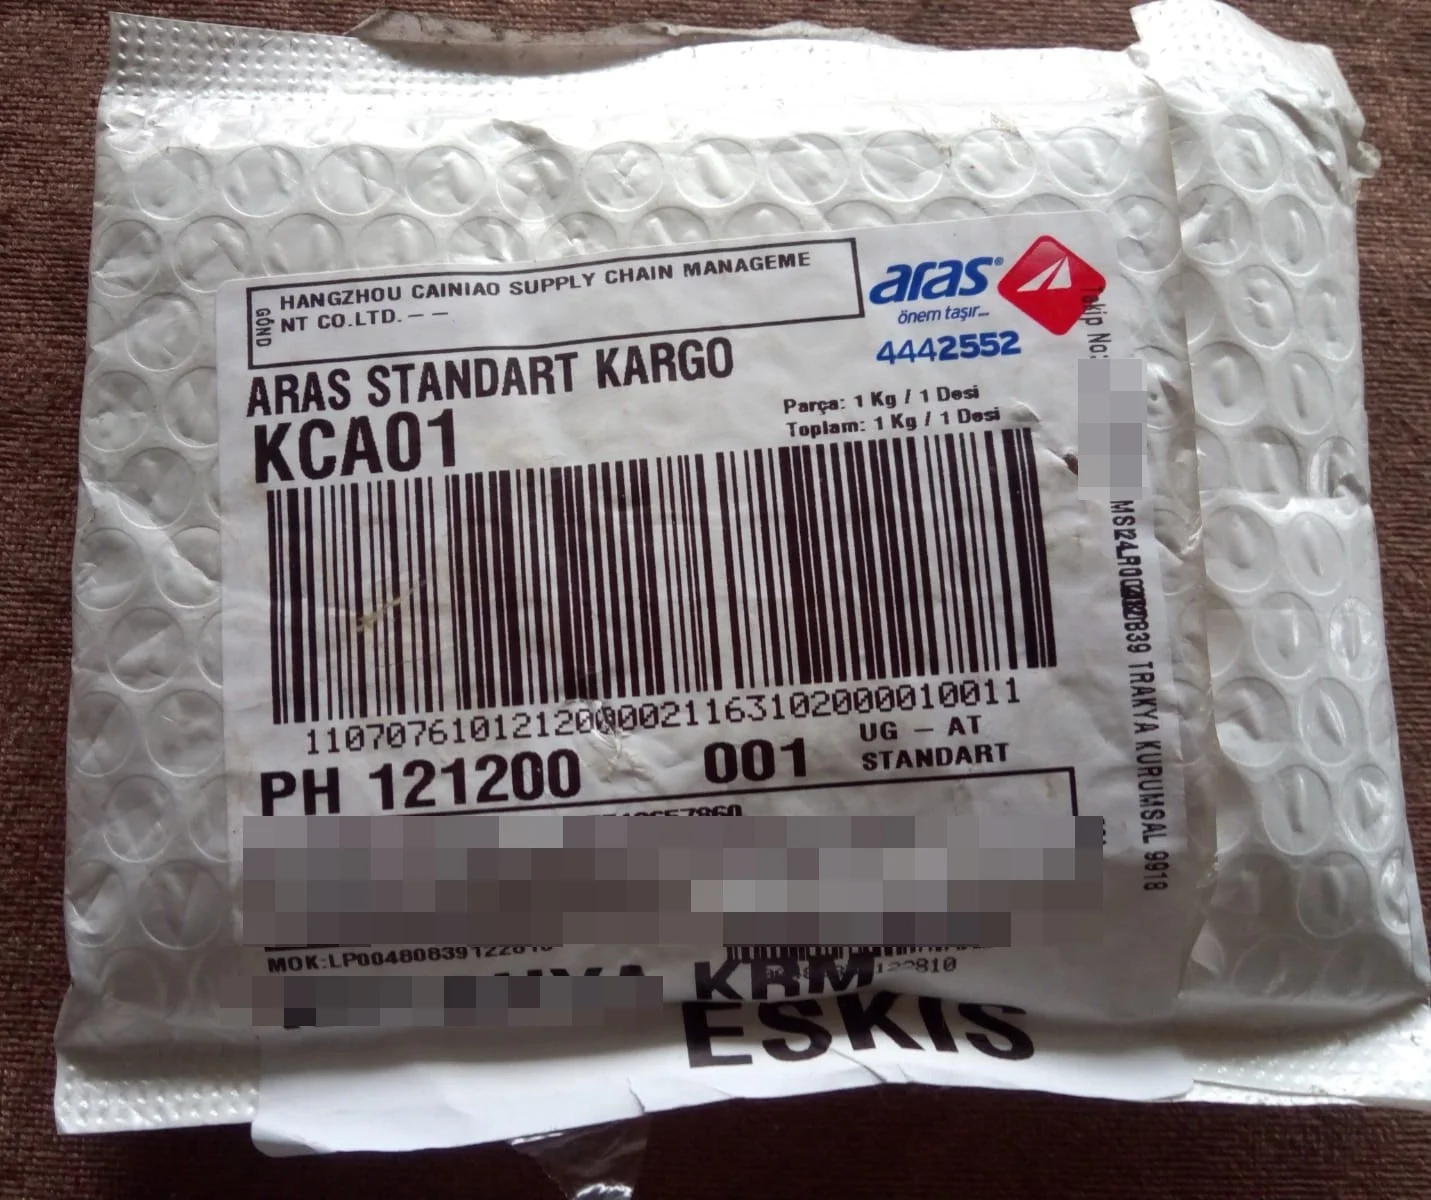 HANGZHOU CAINIAO SUPPLY CHAIN MANAGEME
NT CO.LTD.--
GÖND
aras®
önem taşır...
4442552
ARAS STANDART KARGO
KCA01
Parça: 1 Kg / 1 Desi
Toplam: 1 Kg / 1 Desi
Takip No:
TRAKYA KURUMSAL 9918
UG - AT
STANDART
PH 121200 001
KRM
ESKIS